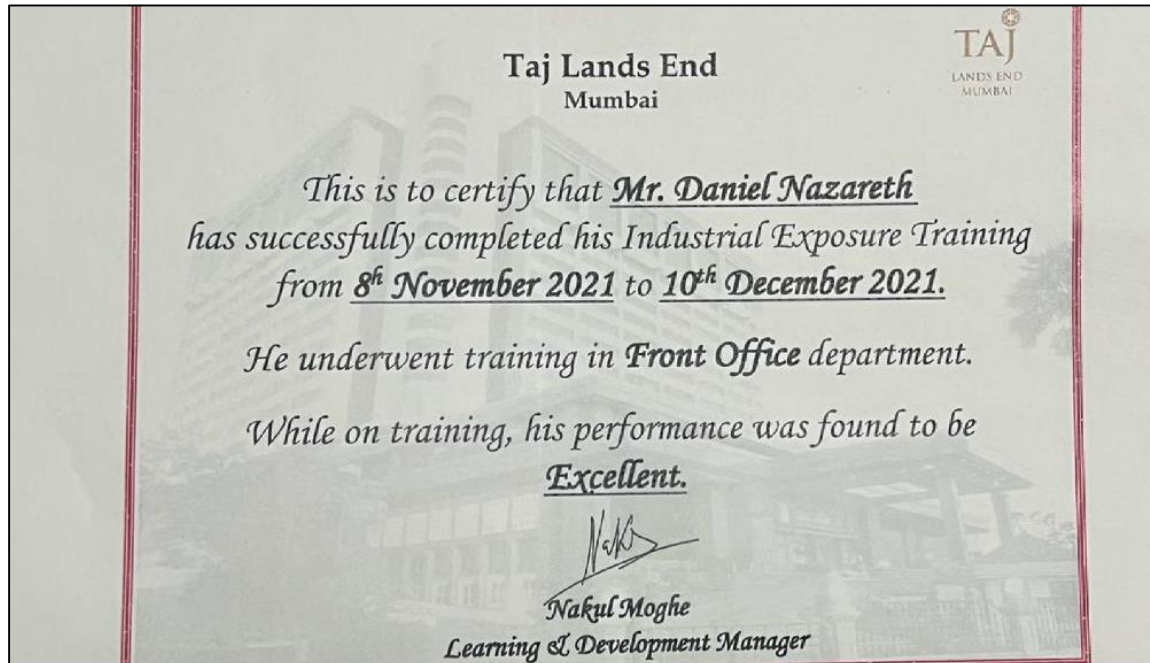 Taj Lands End
Mumbai
TAJ
LANDS END
MUMBAI
This is to certify that Mr. Daniel Nazareth
has successfully completed his Industrial Exposure Training
from 8h November 2021 to 10th December 2021.
He underwent training in Front Office department.
While on training, his performance was found to be
Excellent.
Nakul Moghe
Learning & Development Manager